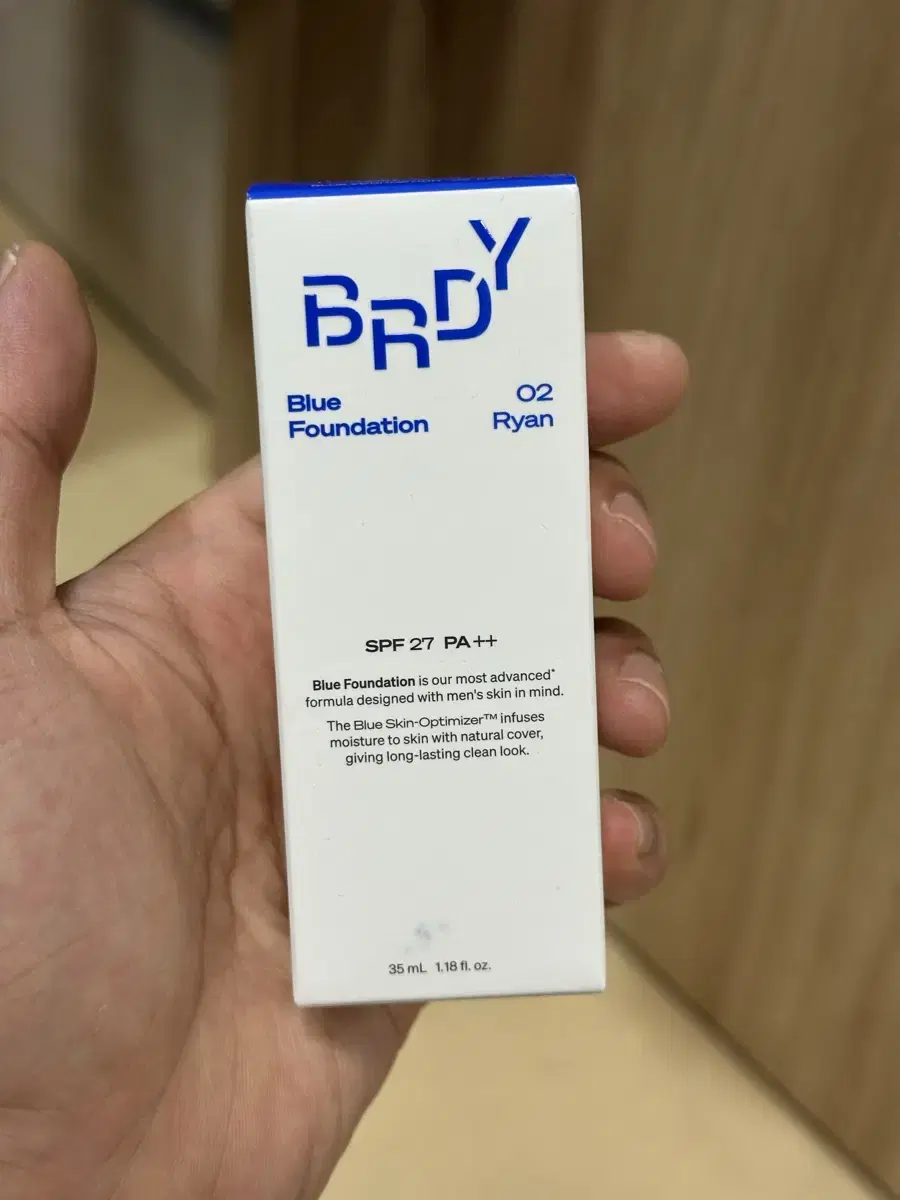 BRDY
Blue
Foundation
02
Ryan
SPF 27 PA++
Blue Foundation is our most advanced*
formula designed with men's skin in mind.
The Blue Skin-Optimizer™ infuses
moisture to skin with natural cover,
giving long-lasting clean look.
35 mL 1.18 fl. oz.